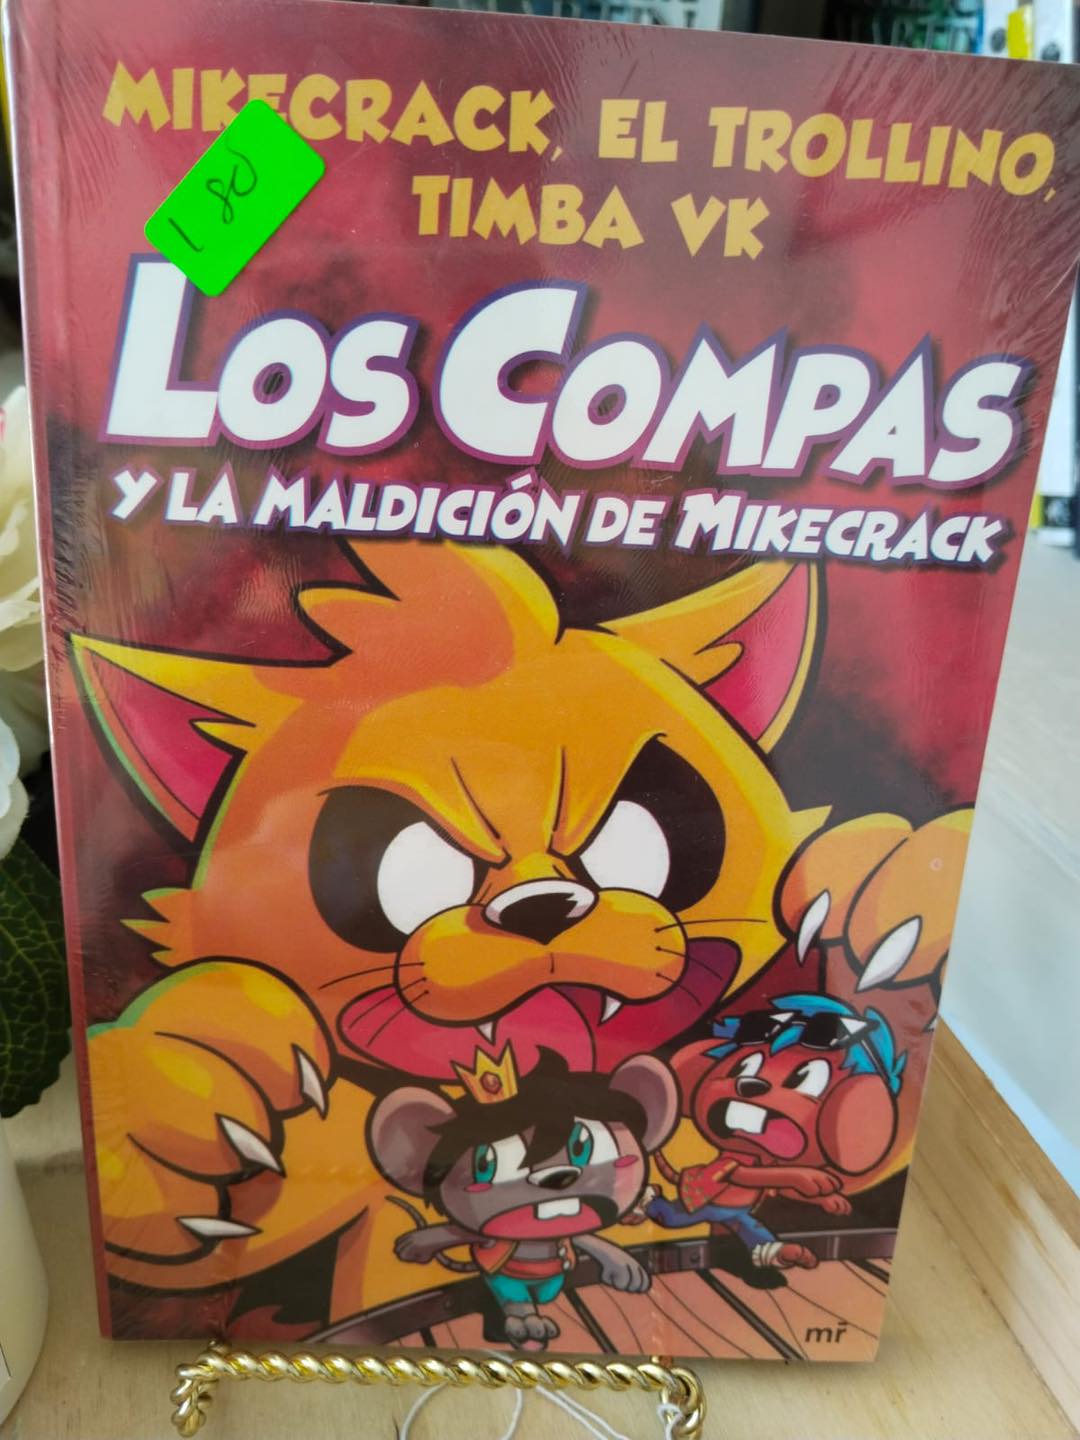 MIKECRACK, EL TROLLINO,
TIMBA VK
180
LOS COMPAS
Y LA MALDICIÓN DE MIKECRACK
mr